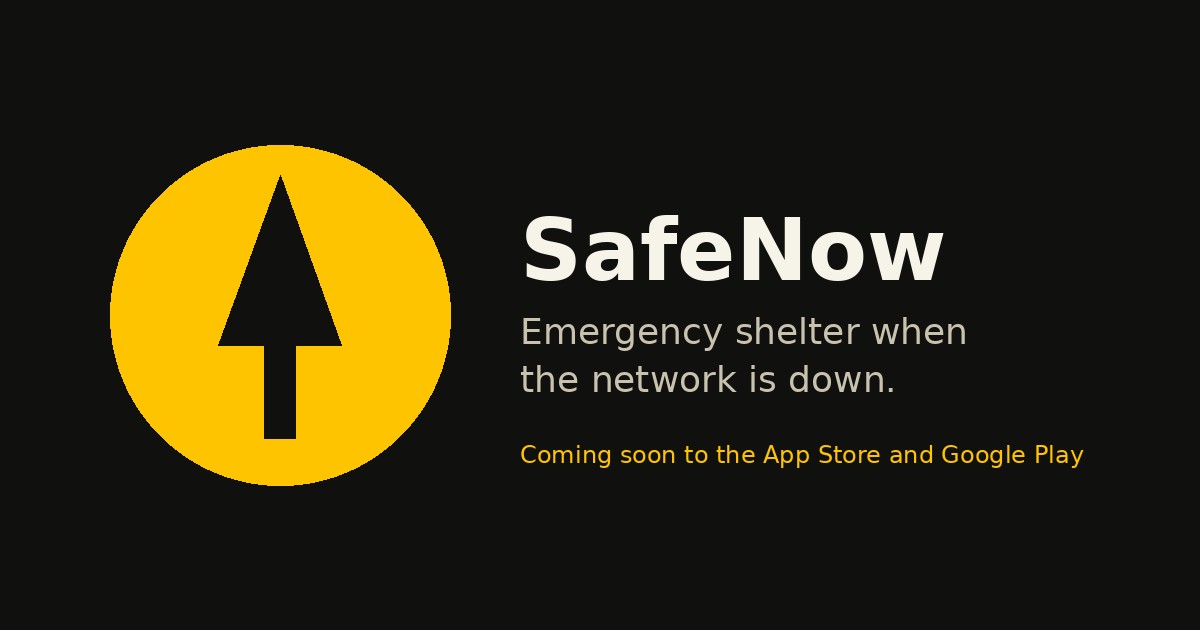 SafeNow
Emergency shelter when
the network is down.
Coming soon to the App Store and Google Play